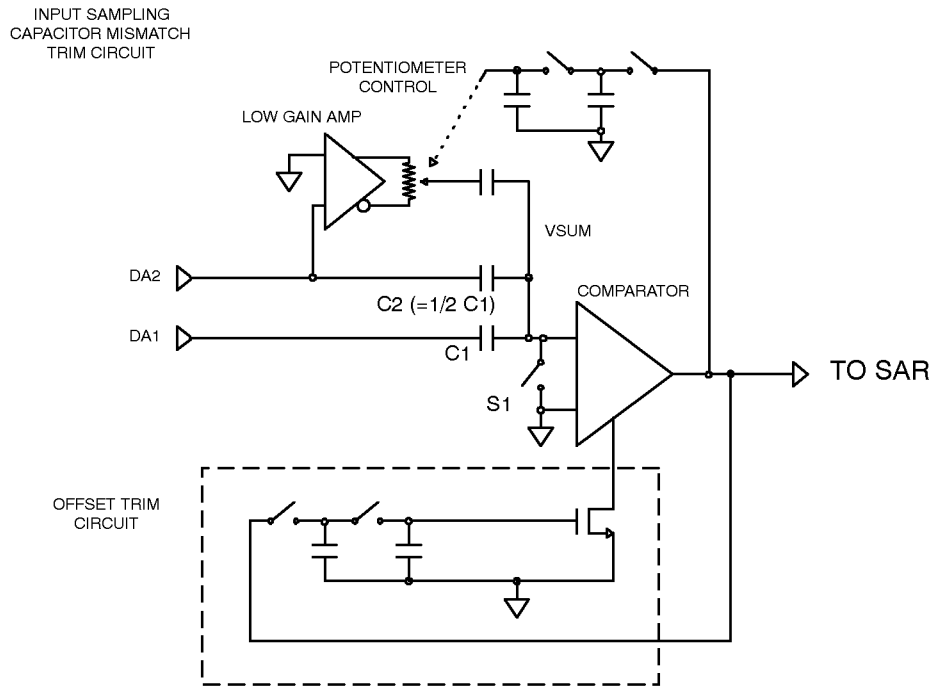 INPUT SAMPLING
CAPACITOR MISMATCH
TRIM CIRCUIT
POTENTIOMETER
CONTROL
LOW GAIN AMP
VSUM
DA2
C2 (=1/2 C1)
COMPARATOR
DA1
C1
TO SAR
S1
OFFSET TRIM
CIRCUIT